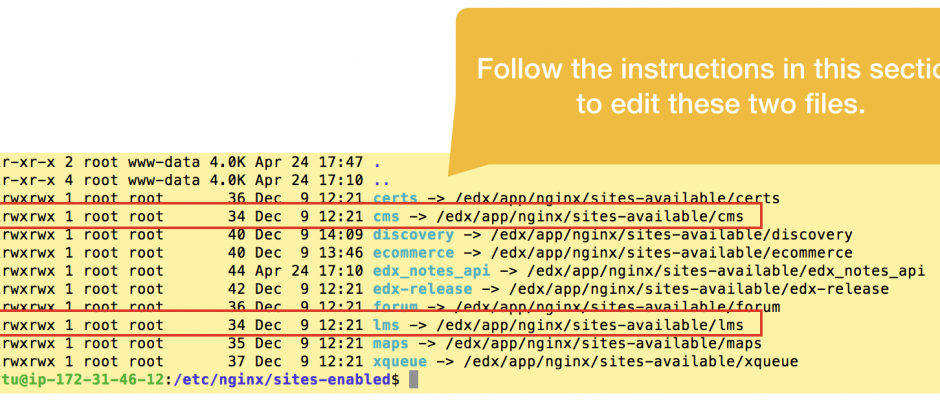 Follow the instructions in this sectio
to edit these two files.
r-xr-x 2 root www-data 4.0K Apr 24 17:47 .
r-xr-x 4 root www-data 4.0K Apr 24 17:10 ..
rwxrwx 1 root root 36 Dec 9 12:21 certs -> /edx/app/nginx/sites-available/certs
rwxrwx 1 root root 34 Dec 9 12:21 cms -> /edx/app/nginx/sites-available/cms
rwxrwx 1 root root 40 Dec 9 14:09 discovery -> /edx/app/nginx/sites-available/discovery
rwxrwx 1 root root 40 Dec 9 13:46 ecommerce -> /edx/app/nginx/sites-available/ecommerce
rwxrwx 1 root root 44 Apr 24 17:10 edx_notes_api -> /edx/app/nginx/sites-available/edx_notes_api
rwxrwx 1 root root 42 Dec 9 12:21 edx-release -> /edx/app/nginx/sites-available/edx-release
rwxrwx 1 root root 36 Dec 9 12:21 forum -> /edx/app/nginx/sites-available/forum
rwxrwx 1 root root 34 Dec 9 12:21 lms -> /edx/app/nginx/sites-available/lms
rwxrwx 1 root root 35 Dec 9 12:21 maps -> /edx/app/nginx/sites-available/maps
rwxrwx 1 root root 37 Dec 9 12:21 xqueue -> /edx/app/nginx/sites-available/xqueue
tu@ip-172-31-46-12:/etc/nginx/sites-enabled$